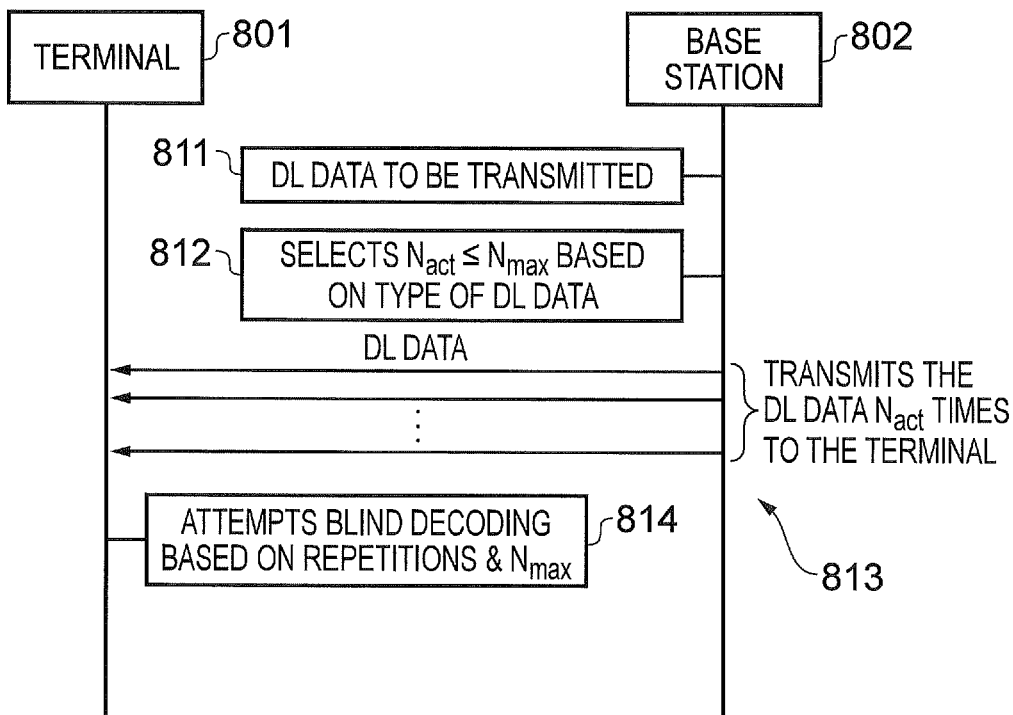 TERMINAL
801
BASE
STATION
802
811
DL DATA TO BE TRANSMITTED
812
SELECTS Nact ≤ Nmax BASED
ON TYPE OF DL DATA
DL DATA
TRANSMITS THE
DL DATA Nact TIMES
TO THE TERMINAL
ATTEMPTS BLIND DECODING
BASED ON REPETITIONS & Nmax
814
813